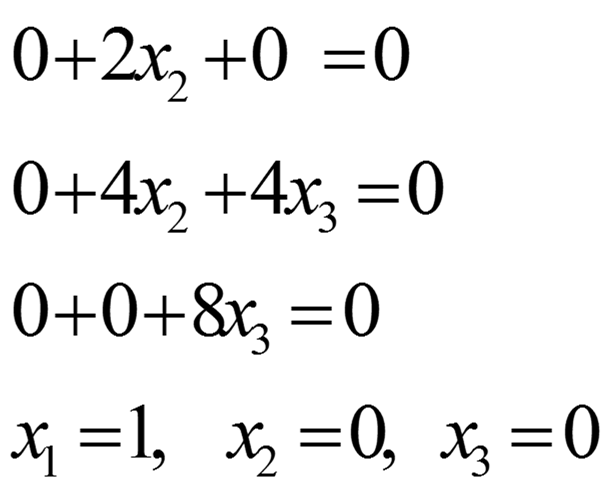 0+2x₂+0 =0
0+4x₂+4x₃=0
0+0+8x₃=0
x₁=1, x₂=0, x₃=0